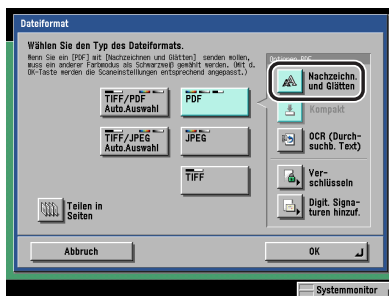 Dateiformat
Wählen Sie den Typ des Dateiformats.
Wenn Sie ein [PDF] mit [Nachzeichnen und Glätten] senden wollen,
muss ein anderer Farbmodus als Schwarzweiß gewählt werden. (Mit d.
OK-Taste werden die Scaneinstellungen entsprechend angepasst.)
Optionen PDF
TIFF/PDF
Auto.Auswahl
PDF
Nachzeichn.
und Glätten
Kompakt
TIFF/JPEG
Auto.Auswahl
JPEG
OCR (Durch-
suchb. Text)
TIFF
Ver-
schlüsseln
Teilen in
Seiten
Digit. Signa-
turen hinzuf.
Abbruch
OK
Systemmonitor